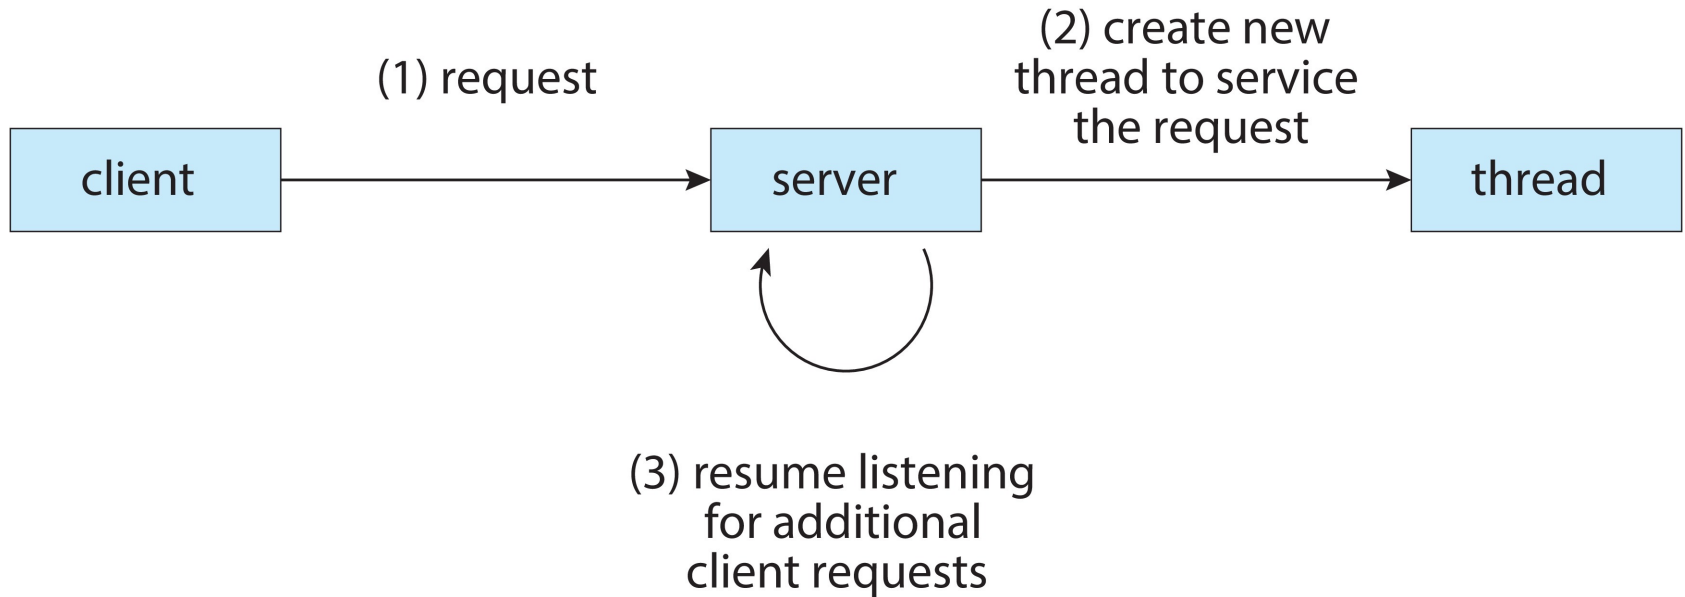 (1) request
(2) create new
thread to service
the request
client
server
thread
(3) resume listening
for additional
client requests